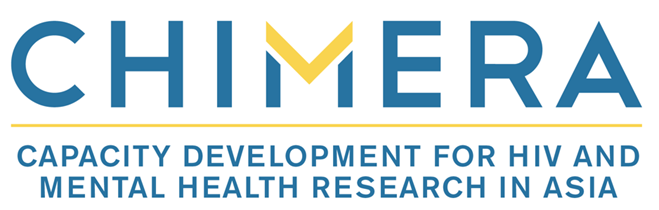 CHIMERA
CAPACITY DEVELOPMENT FOR HIV AND
MENTAL HEALTH RESEARCH IN ASIA